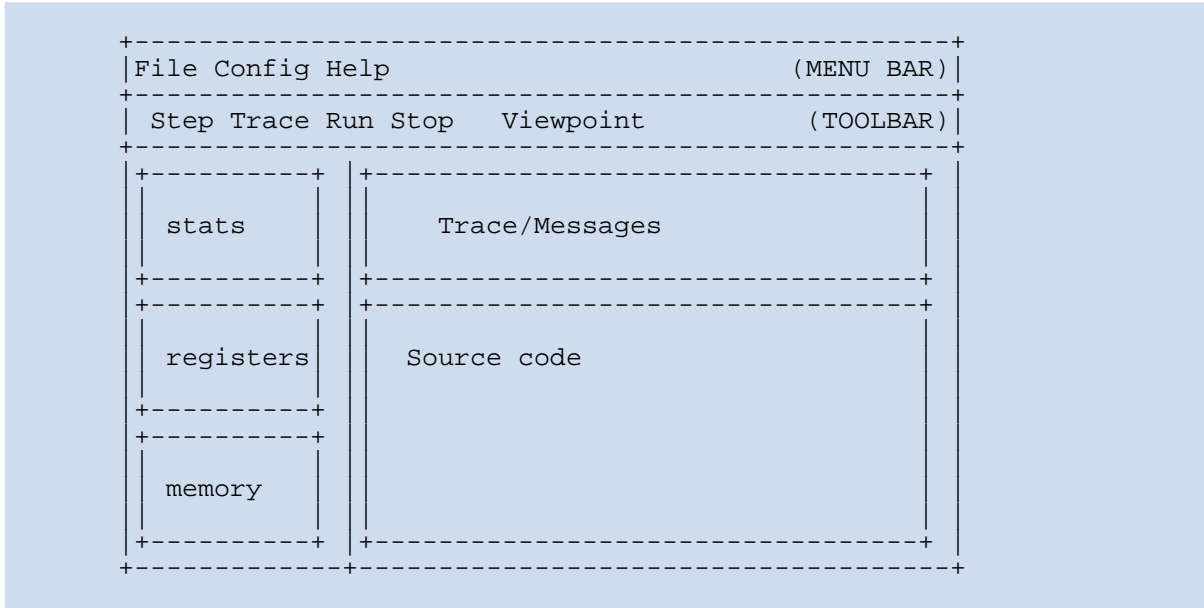 File Config Help (MENU BAR)
Step Trace Run Stop Viewpoint (TOOLBAR)
stats
Trace/Messages
registers
Source code
memory